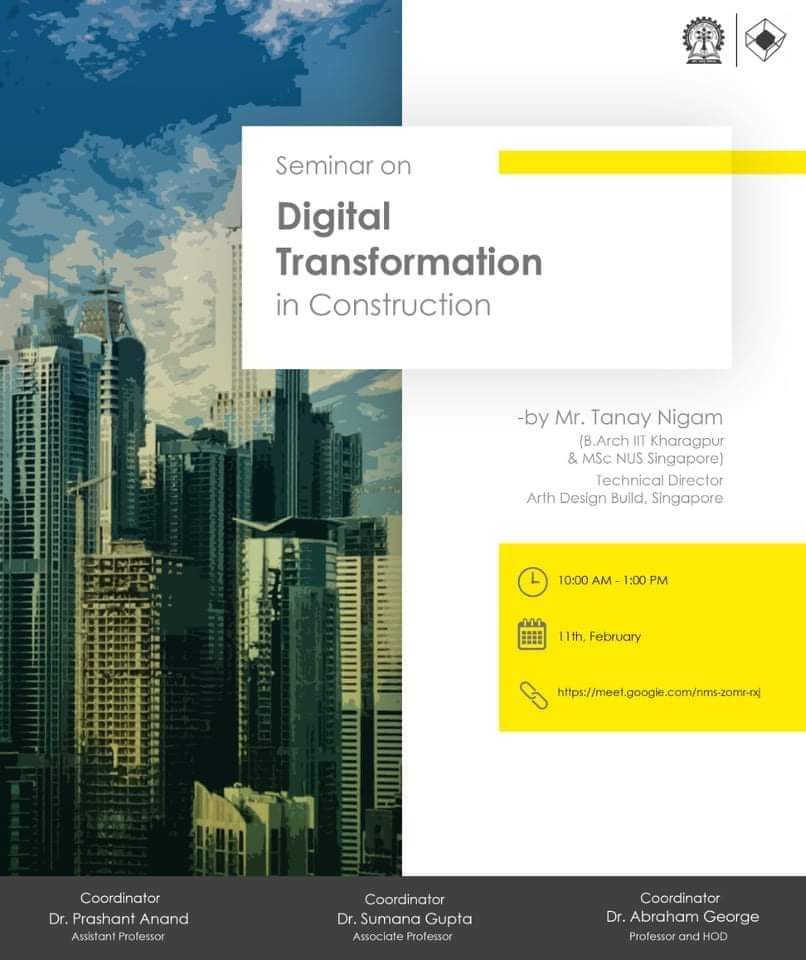 Seminar on
Digital
Transformation
in Construction
-by Mr. Tanay Nigam
(B.Arch IIT Kharagpur
& MSc NUS Singapore)
Technical Director
Arth Design Build, Singapore
10:00 AM - 1:00 PM
11th, February
https://meet.google.com/nms-zomr-rxj
Coordinator
Dr. Prashant Anand
Assistant Professor
Coordinator
Dr. Sumana Gupta
Associate Professor
Coordinator
Dr. Abraham George
Professor and HOD